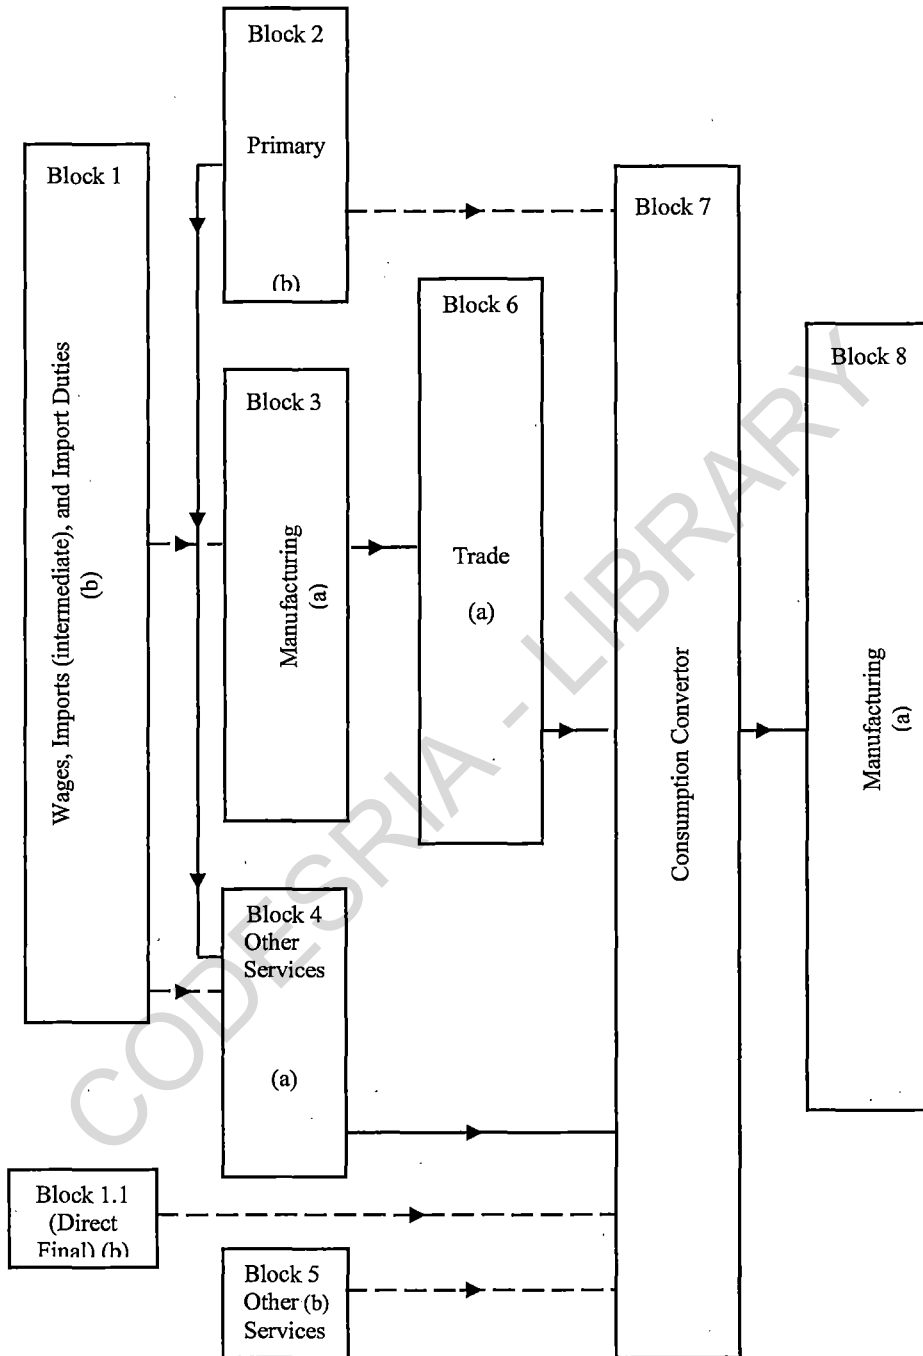 Block 2
Primary
(b)
Block 1
Wages, Imports (intermediate), and Import Duties
(b)
Block 7
Consumption Convertor
Block 6
Trade
(a)
Block 8
Manufacturing
(a)
Block 3
Manufacturing
(a)
Block 4
Other
Services
(a)
Block 1.1
(Direct
Final) (b)
Block 5
Other (b)
Services
CODESRIA - LIBRARY